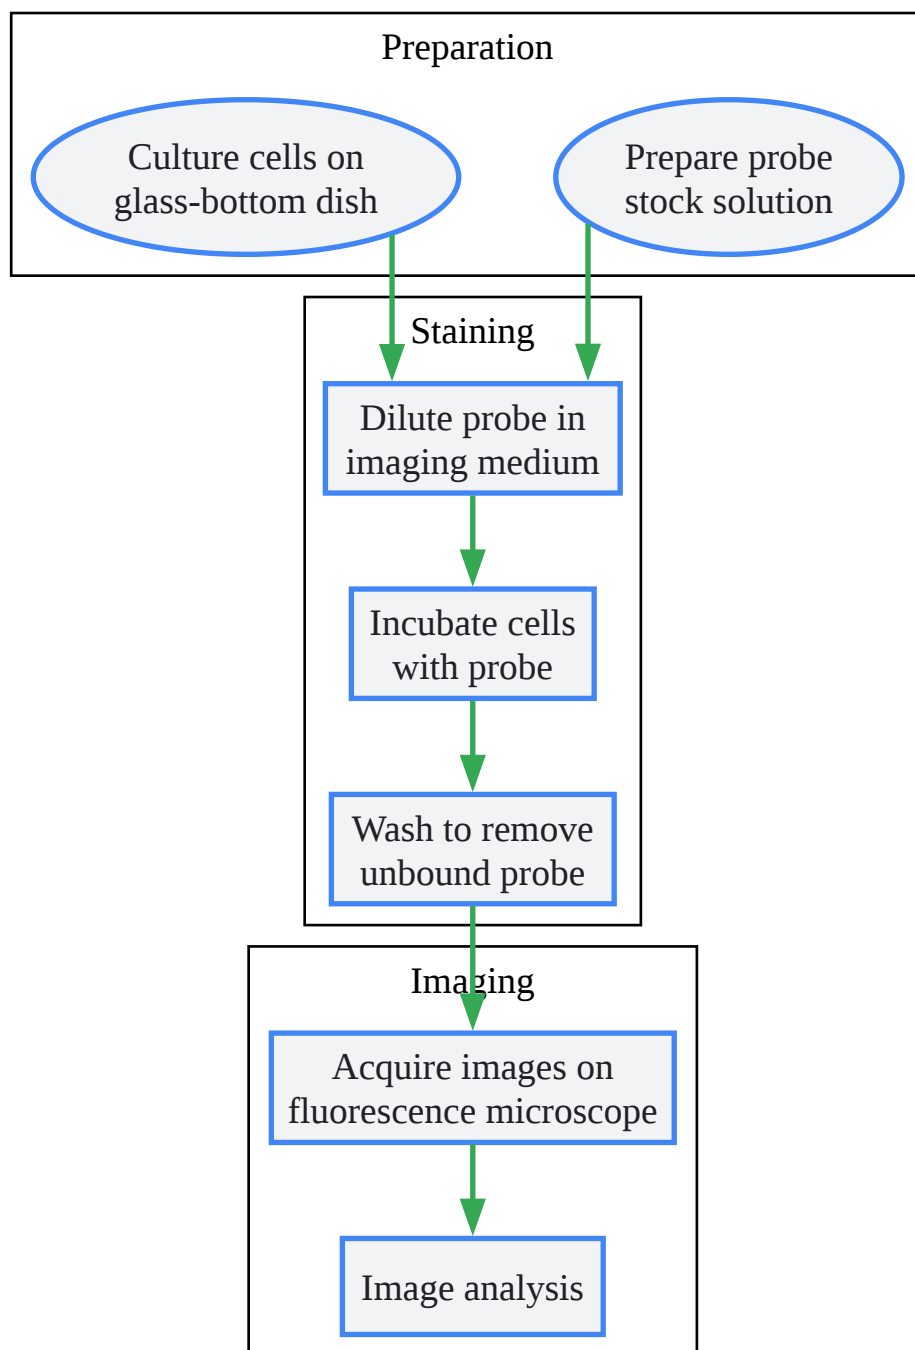 Preparation
Culture cells on
glass-bottom dish
Prepare probe
stock solution
Staining
Dilute probe in
imaging medium
Incubate cells
with probe
Wash to remove
unbound probe
Imaging
Acquire images on
fluorescence microscope
Image analysis